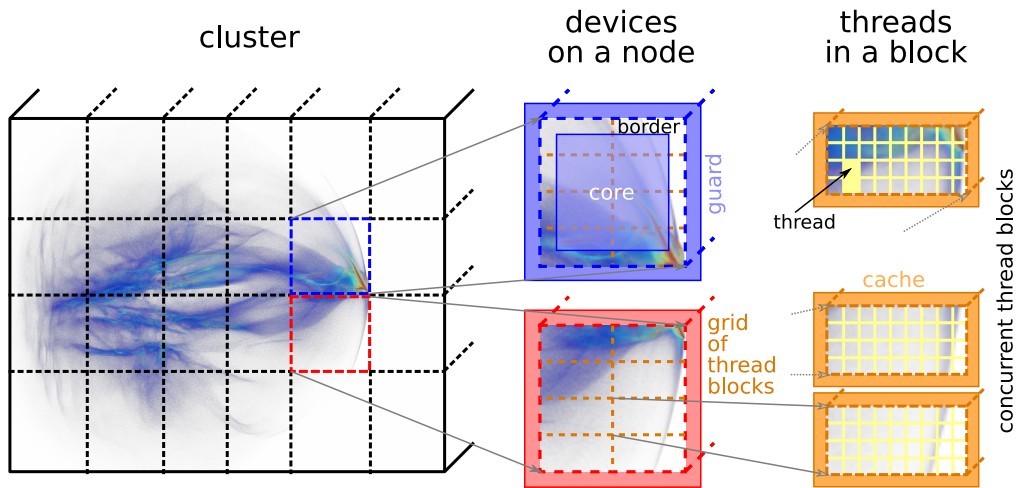 cluster
devices
on a node
threads
in a block
border
core
guard
thread
cache
grid
of
thread
blocks
concurrent thread blocks